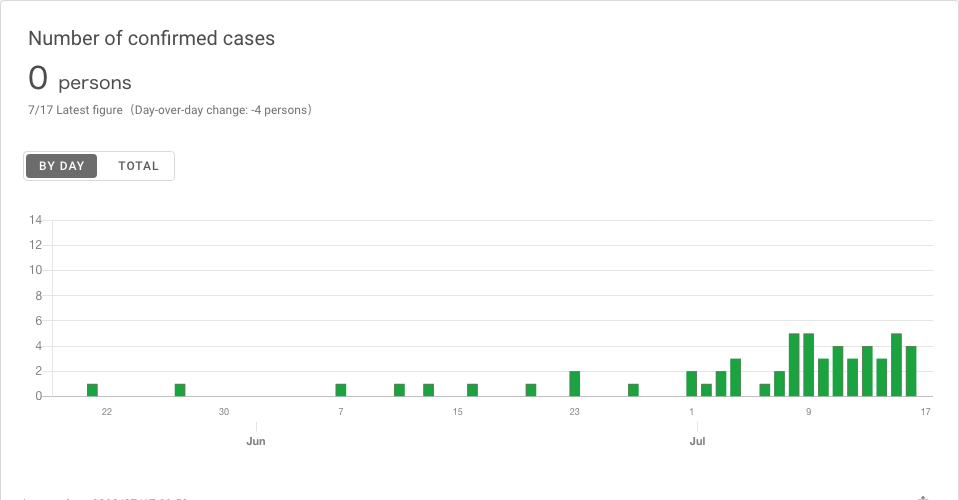 Number of confirmed cases
0 persons
7/17 Latest figure（Day-over-day change: -4 persons）
BY DAY TOTAL
14
12
10
8
6
4
2
0
22 30 7 15 23 1 9 17
Jun Jul